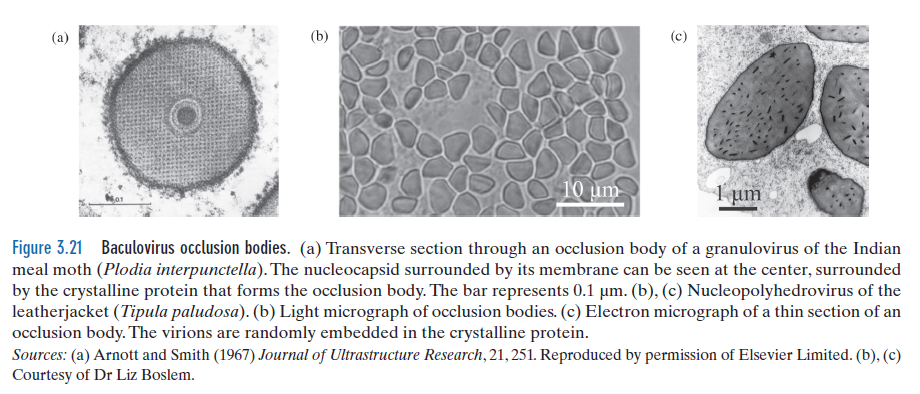 (a)
(b)
(c)
0.1
10 µm
1 µm
Figure 3.21 Baculovirus occlusion bodies. (a) Transverse section through an occlusion body of a granulovirus of the Indian
meal moth (Plodia interpunctella). The nucleocapsid surrounded by its membrane can be seen at the center, surrounded
by the crystalline protein that forms the occlusion body. The bar represents 0.1 µm. (b), (c) Nucleopolyhedrovirus of the
leatherjacket (Tipula paludosa). (b) Light micrograph of occlusion bodies. (c) Electron micrograph of a thin section of an
occlusion body. The virions are randomly embedded in the crystalline protein.
Sources: (a) Arnott and Smith (1967) Journal of Ultrastructure Research, 21, 251. Reproduced by permission of Elsevier Limited. (b), (c)
Courtesy of Dr Liz Boslem.